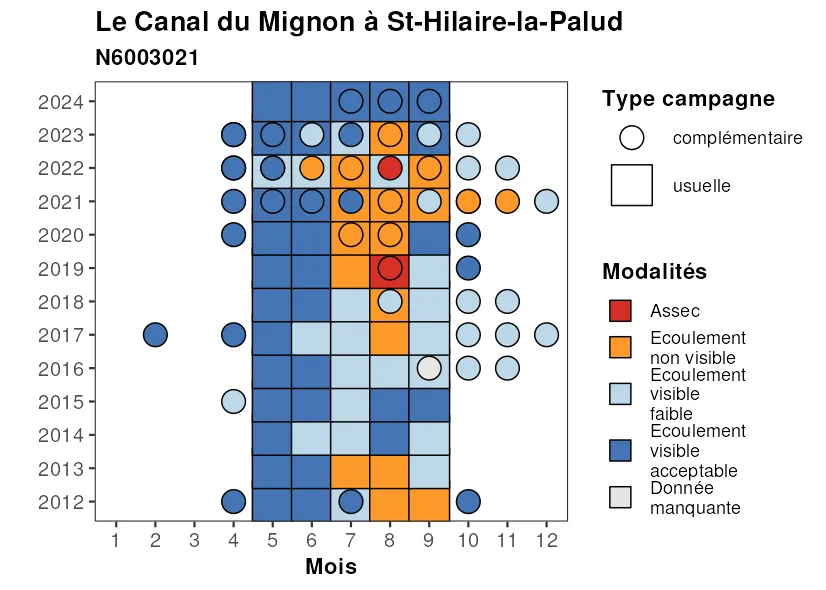 Le Canal du Mignon à St-Hilaire-la-Palud
N6003021
2024
2023
2022
2021
2020
2019
2018
2017
2016
2015
2014
2013
2012
1 2 3 4 5 6 7 8 9 10 11 12
Mois
Type campagne
complémentaire
usuelle
Modalités
Assec
Ecoulement
non visible
Ecoulement
visible
faible
Ecoulement
visible
acceptable
Donnée
manquante